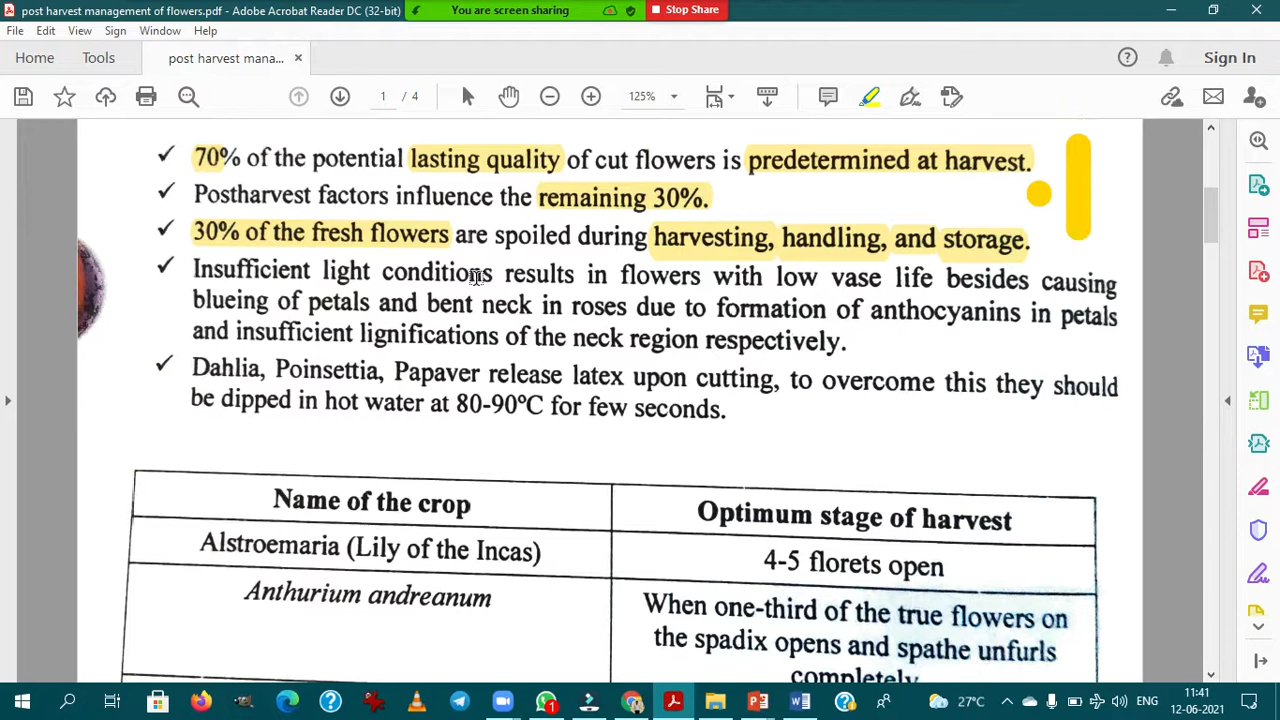 post harvest management of flowers.pdf - Adobe Acrobat Reader DC (32-bit)
You are screen sharing
Stop Share
File Edit View Sign Window Help
Home Tools post harvest mana... × Sign In
1 / 4 125%
✓ 70% of the potential lasting quality of cut flowers is predetermined at harvest.
✓ Postharvest factors influence the remaining 30%.
✓ 30% of the fresh flowers are spoiled during harvesting, handling, and storage.
✓ Insufficient light conditions results in flowers with low vase life besides causing
blueing of petals and bent neck in roses due to formation of anthocyanins in petals
and insufficient lignifications of the neck region respectively.
✓ Dahlia, Poinsettia, Papaver release latex upon cutting, to overcome this they should
be dipped in hot water at 80-90ºC for few seconds.
Name of the crop Optimum stage of harvest
Alstroemaria (Lily of the Incas) 4-5 florets open
Anthurium andreanum When one-third of the true flowers on
the spadix opens and spathe unfurls
completely
1
27°C ENG 11:41
12-06-2021